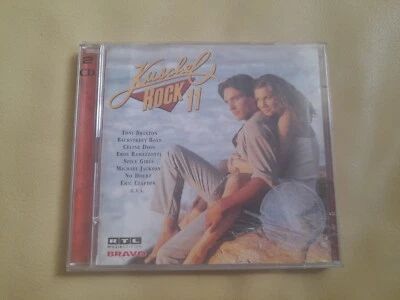 2
CD
Kuschel
ROCK 11
TONI BRAXTON
BACKSTREET BOYS
CELINE DION
EROS RAMAZZOTTI
SPICE GIRLS
MICHAEL JACKSON
NO DOUBT
ERIC CLAPTON
U.V.A.
RTL
BRAVO